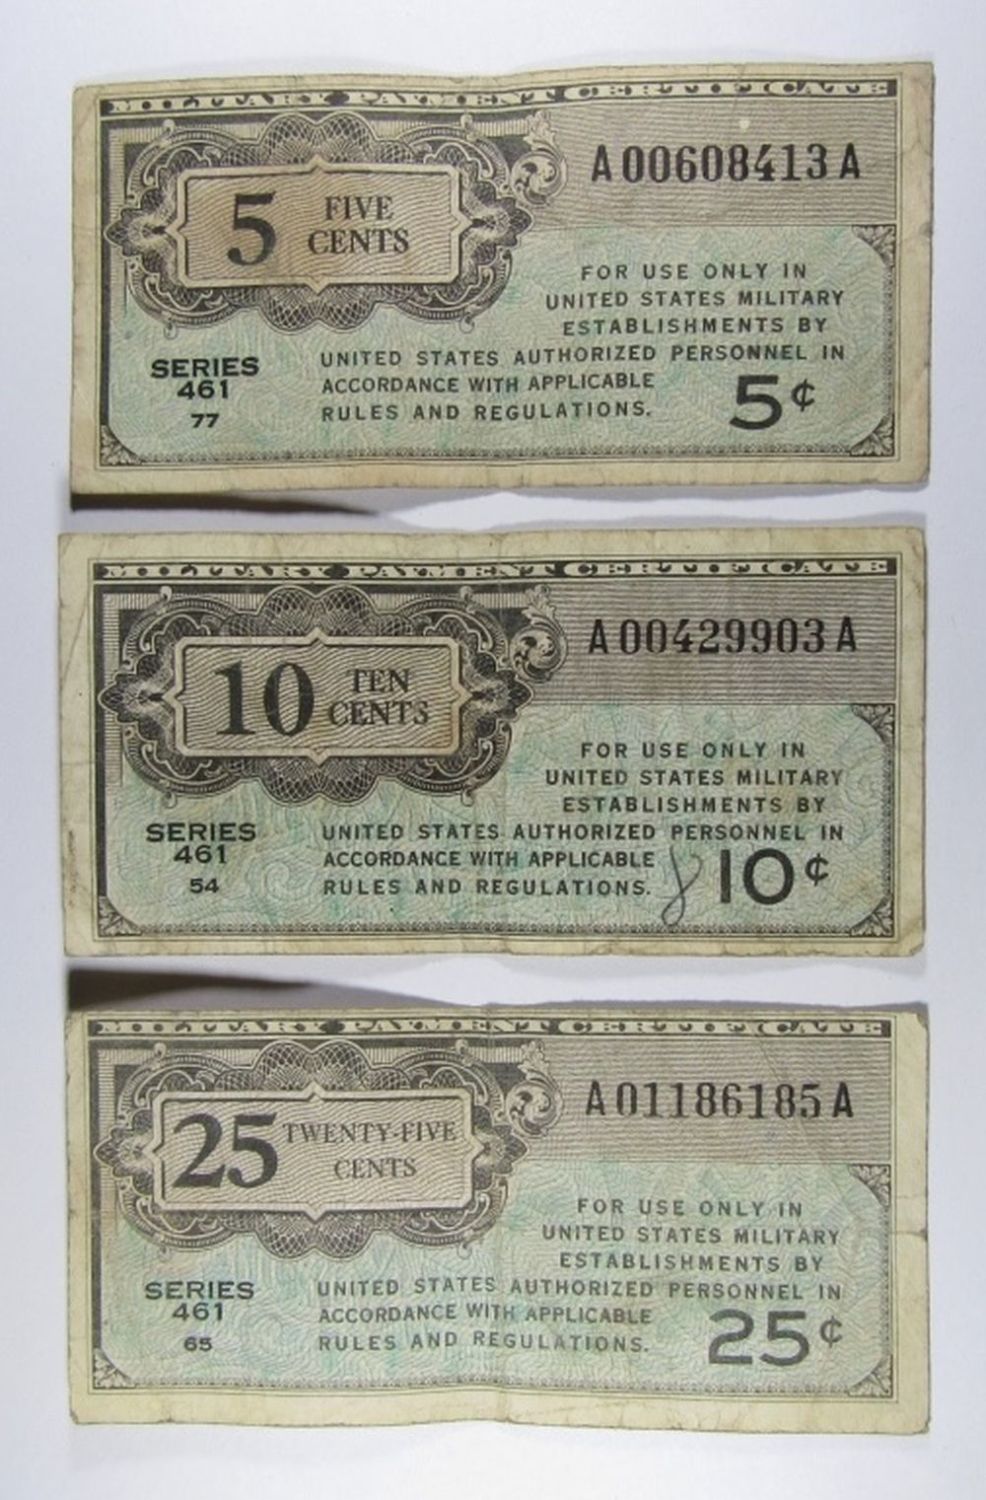 MILITARY PAYMENT CERTIFICATE
A00608413A
5 FIVE
CENTS
FOR USE ONLY IN
UNITED STATES MILITARY
ESTABLISHMENTS BY
UNITED STATES AUTHORIZED PERSONNEL IN
ACCORDANCE WITH APPLICABLE
RULES AND REGULATIONS.
SERIES
461
77
5¢
MILITARY PAYMENT CERTIFICATE
A00429903A
10 TEN
CENTS
FOR USE ONLY IN
UNITED STATES MILITARY
ESTABLISHMENTS BY
UNITED STATES AUTHORIZED PERSONNEL IN
ACCORDANCE WITH APPLICABLE
RULES AND REGULATIONS.
SERIES
461
54
10¢
MILITARY PAYMENT CERTIFICATE
A01186185A
25 TWENTY-FIVE
CENTS
FOR USE ONLY IN
UNITED STATES MILITARY
ESTABLISHMENTS BY
UNITED STATES AUTHORIZED PERSONNEL IN
ACCORDANCE WITH APPLICABLE
RULES AND REGULATIONS.
SERIES
461
65
25¢